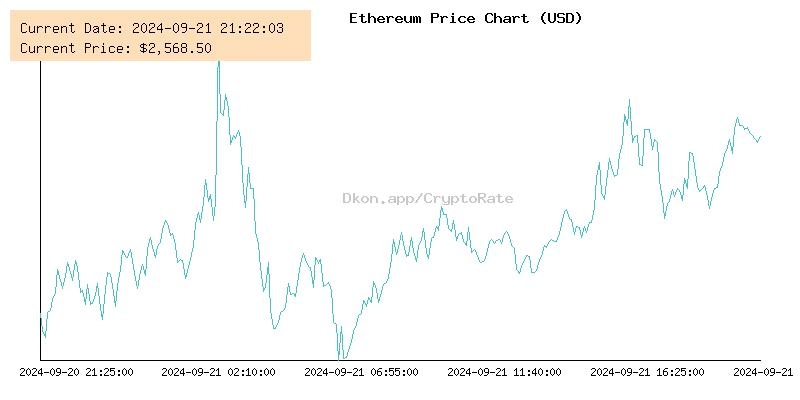 Ethereum Price Chart (USD)
Current Date: 2024-09-21 21:22:03
Current Price: $2,568.50
Dkon.app/CryptoRate
2024-09-20 21:25:00
2024-09-21 02:10:00
2024-09-21 06:55:00
2024-09-21 11:40:00
2024-09-21 16:25:00
2024-09-21